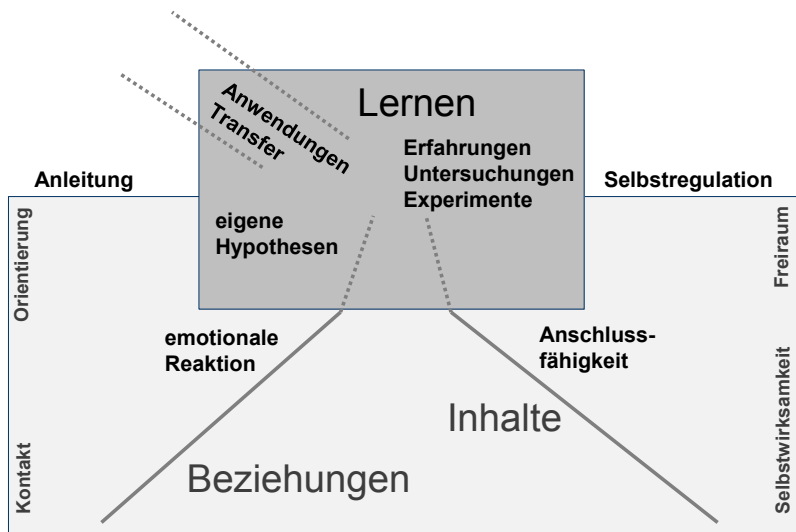 Lernen
Anwendungen
Transfer
Erfahrungen
Untersuchungen
Experimente
Anleitung
Selbstregulation
eigene
Hypothesen
Orientierung
Freiraum
emotionale
Reaktion
Anschluss-
fähigkeit
Inhalte
Beziehungen
Kontakt
Selbstwirksamkeit